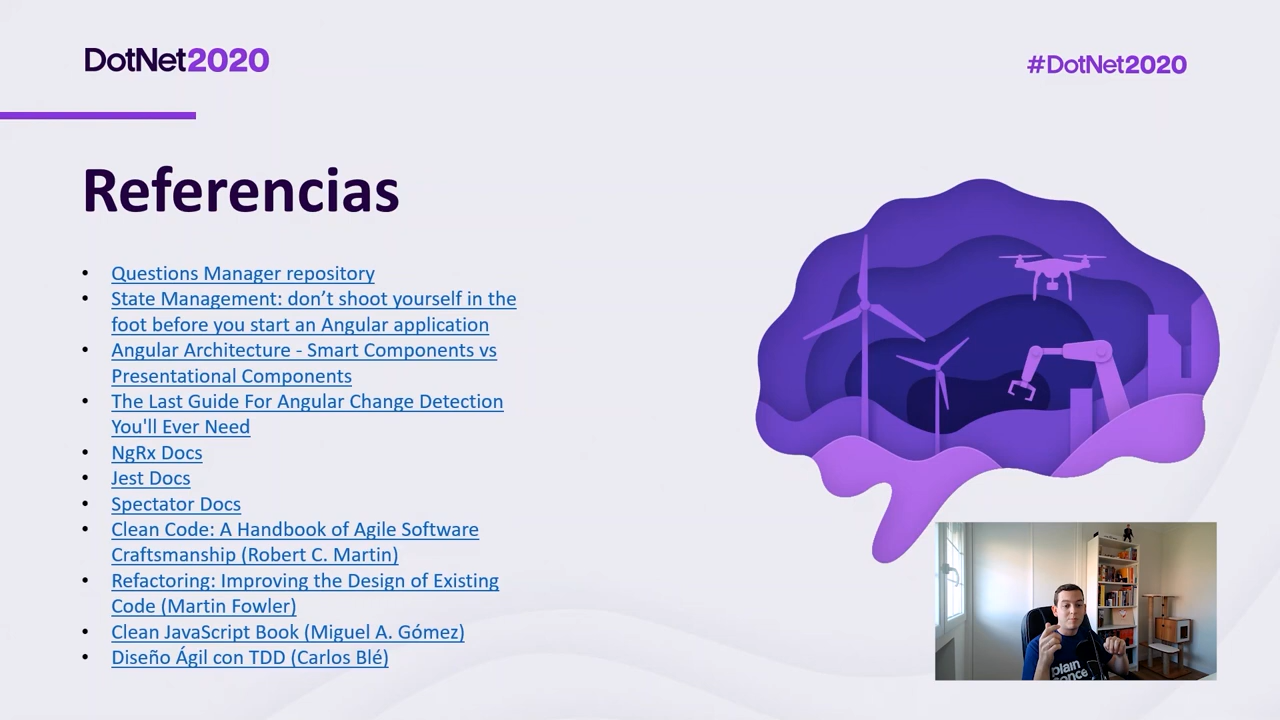 DotNet2020
#DotNet2020
Referencias
• Questions Manager repository
• State Management: don’t shoot yourself in the
foot before you start an Angular application
• Angular Architecture - Smart Components vs
Presentational Components
• The Last Guide For Angular Change Detection
You'll Ever Need
• NgRx Docs
• Jest Docs
• Spectator Docs
• Clean Code: A Handbook of Agile Software
Craftsmanship (Robert C. Martin)
• Refactoring: Improving the Design of Existing
Code (Martin Fowler)
• Clean JavaScript Book (Miguel A. Gómez)
• Diseño Ágil con TDD (Carlos Blé)
plain